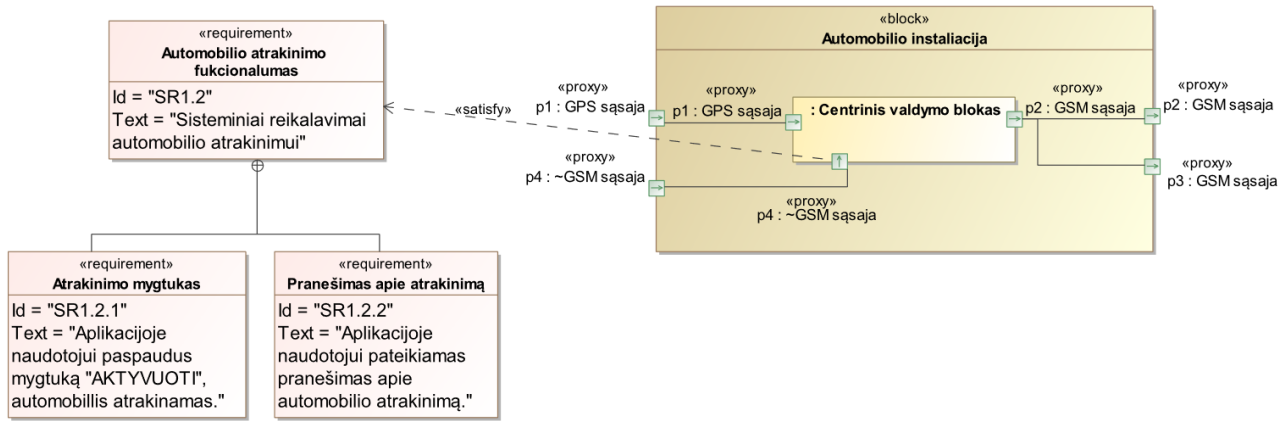 «requirement»
Automobilio atrakinimo
fukcionalumas
Id = "SR1.2"
Text = "Sisteminiai reikalavimai
automobilio atrakinimui"
«requirement»
Atrakinimo mygtukas
Id = "SR1.2.1"
Text = "Aplikacijoje
naudotojui paspaudus
mygtuką "AKTYVUOTI",
automobillis atrakinamas."
«requirement»
Pranešimas apie atrakinimą
Id = "SR1.2.2"
Text = "Aplikacijoje
naudotojui pateikiamas
pranešimas apie
automobilio atrakinimą."
«satisfy»
«block»
Automobilio instaliacija
«proxy»
p1 : GPS sąsaja
«proxy»
p1 : GPS sąsaja
: Centrinis valdymo blokas
«proxy»
p2 : GSM sąsaja
«proxy»
p2 : GSM sąsaja
«proxy»
p4 : ~GSM sąsaja
«proxy»
p4 : ~GSM sąsaja
«proxy»
p3 : GSM sąsaja